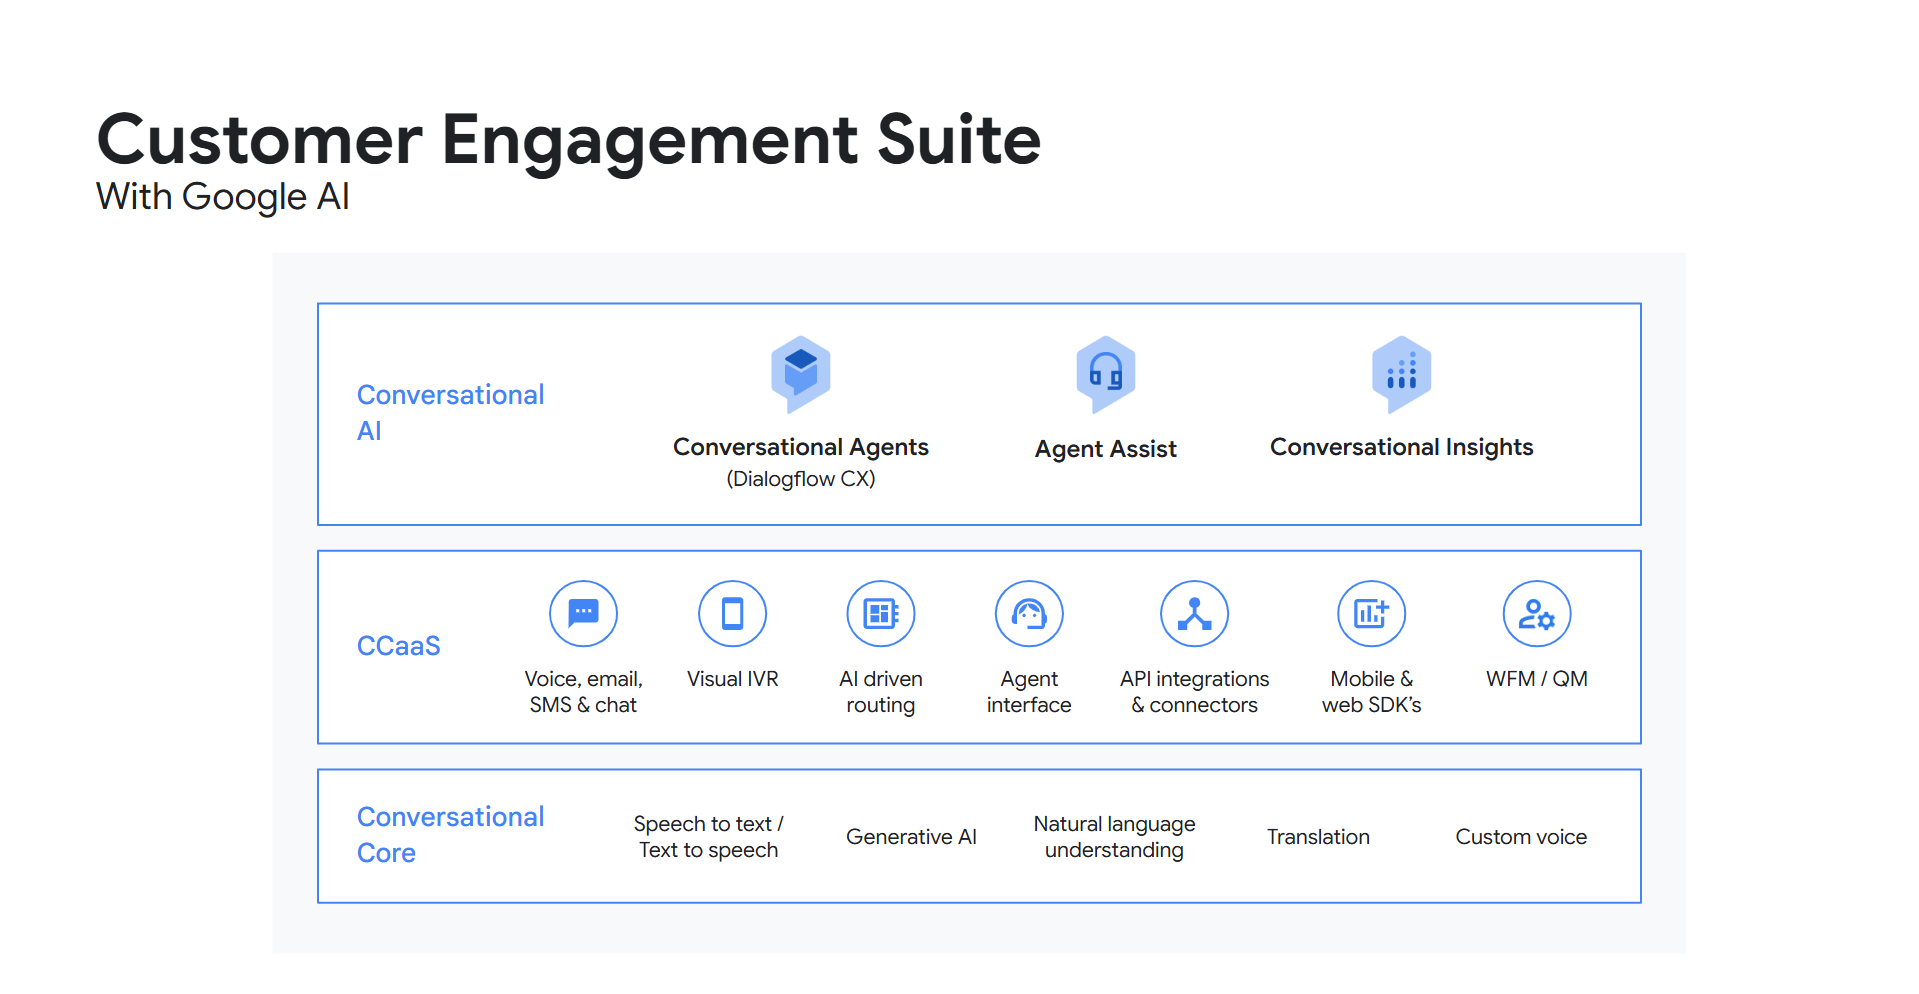 Customer Engagement Suite
With Google AI
Conversational
AI
Conversational Agents
(Dialogflow CX)
Agent Assist
Conversational Insights
CCaaS
Voice, email,
SMS & chat
Visual IVR
AI driven
routing
Agent
interface
API integrations
& connectors
Mobile &
web SDK's
WFM / QM
Conversational
Core
Speech to text /
Text to speech
Generative AI
Natural language
understanding
Translation
Custom voice